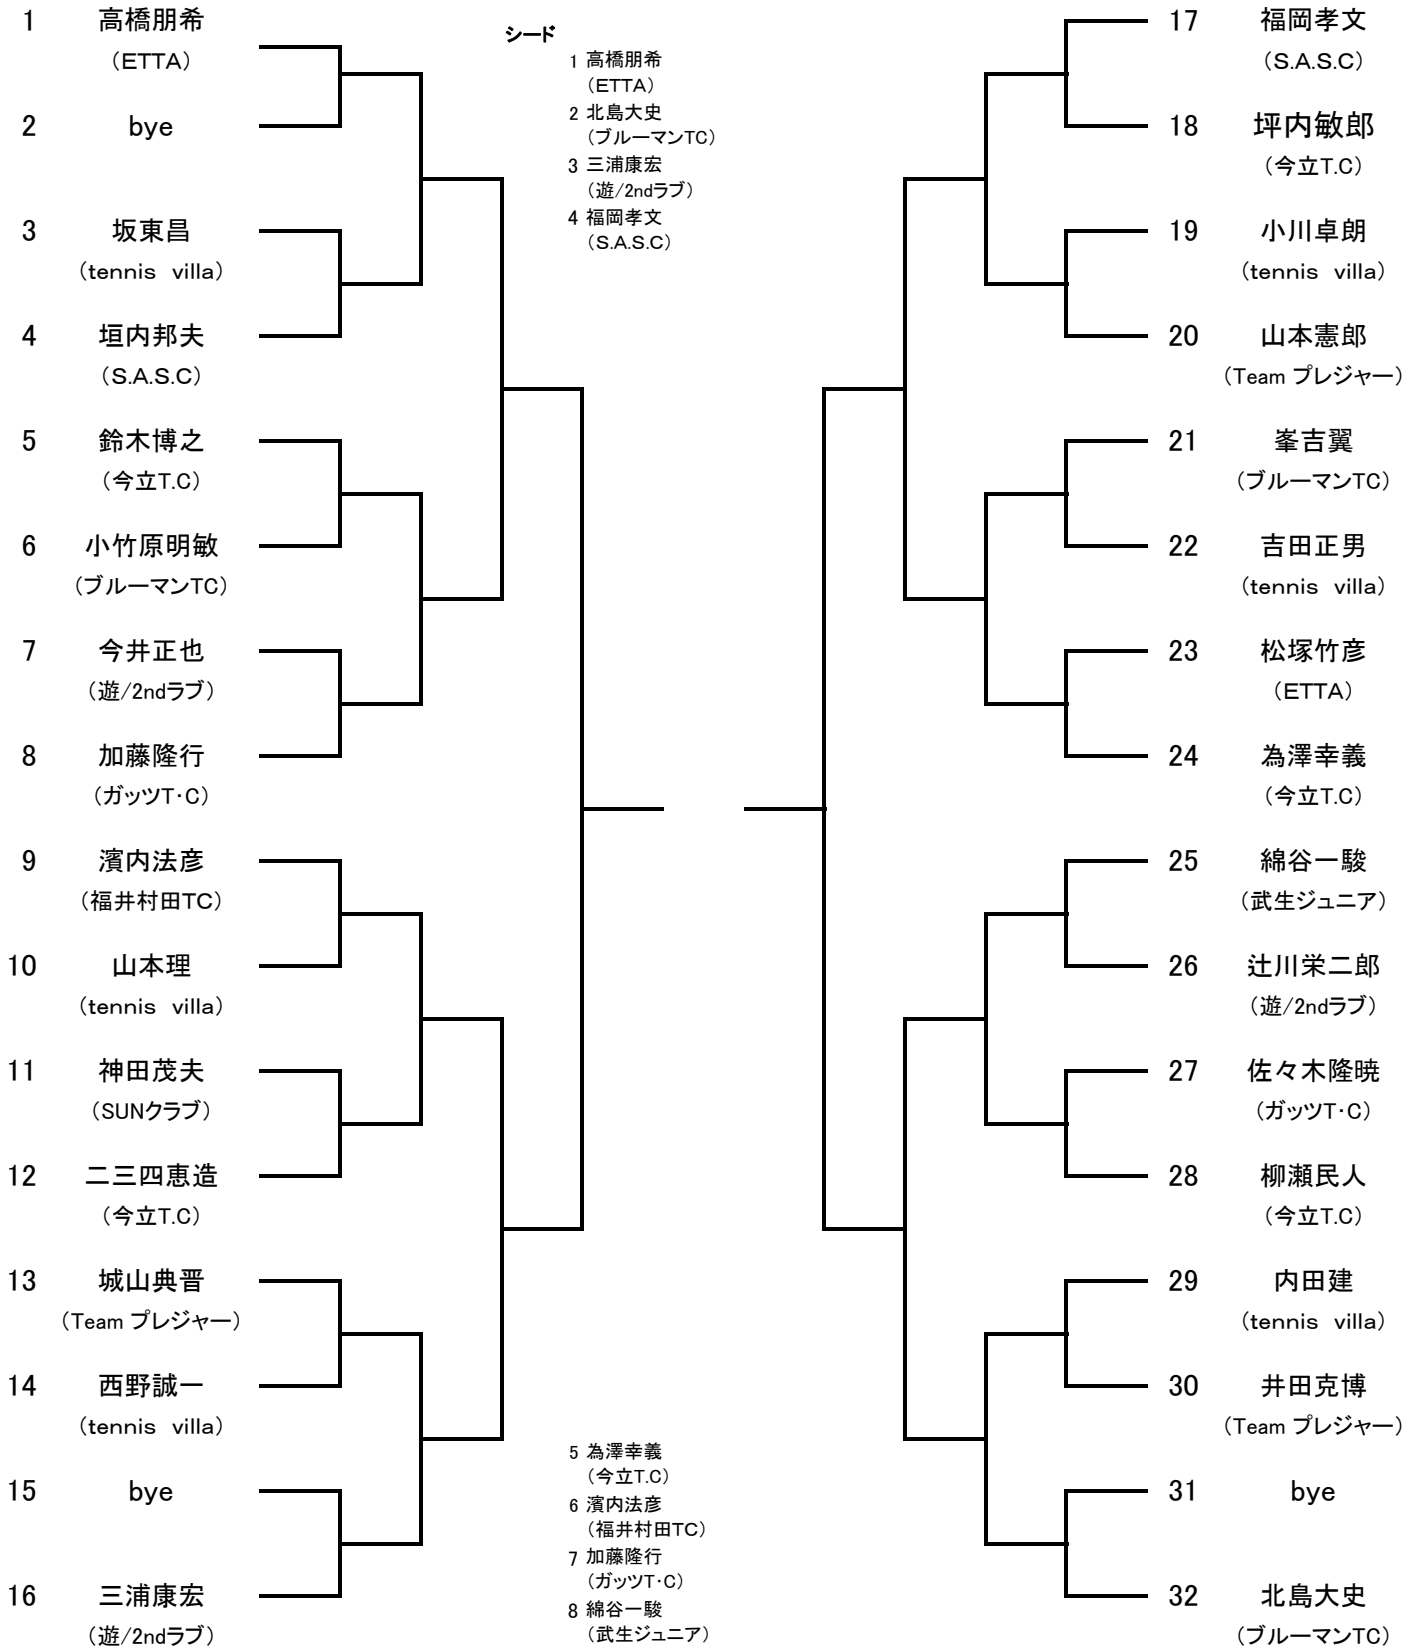 1 高橋朋希
（ETTA）
2 bye
3 坂東昌
（tennis villa）
4 垣内邦夫
（S.A.S.C）
5 鈴木博之
（今立T.C）
6 小竹原明敏
（ブルーマンTC）
7 今井正也
（遊/2ndラブ）
8 加藤隆行
（ガッツT・C）
9 濱内法彦
（福井村田TC）
10 山本理
（tennis villa）
11 神田茂夫
（SUNクラブ）
12 二三四恵造
（今立T.C）
13 城山典晋
（Team プレジャー）
14 西野誠一
（tennis villa）
15 bye
16 三浦康宏
（遊/2ndラブ）
シード
1 高橋朋希
（ETTA）
2 北島大史
（ブルーマンTC）
3 三浦康宏
（遊/2ndラブ）
4 福岡孝文
（S.A.S.C）
5 為澤幸義
（今立T.C）
6 濱内法彦
（福井村田TC）
7 加藤隆行
（ガッツT・C）
8 綿谷一駿
（武生ジュニア）
17 福岡孝文
（S.A.S.C）
18 坪内敏郎
（今立T.C）
19 小川卓朗
（tennis villa）
20 山本憲郎
（Team プレジャー）
21 峯吉翼
（ブルーマンTC）
22 吉田正男
（tennis villa）
23 松塚竹彦
（ETTA）
24 為澤幸義
（今立T.C）
25 綿谷一駿
（武生ジュニア）
26 辻川栄二郎
（遊/2ndラブ）
27 佐々木隆暁
（ガッツT・C）
28 柳瀬民人
（今立T.C）
29 内田建
（tennis villa）
30 井田克博
（Team プレジャー）
31 bye
32 北島大史
（ブルーマンTC）